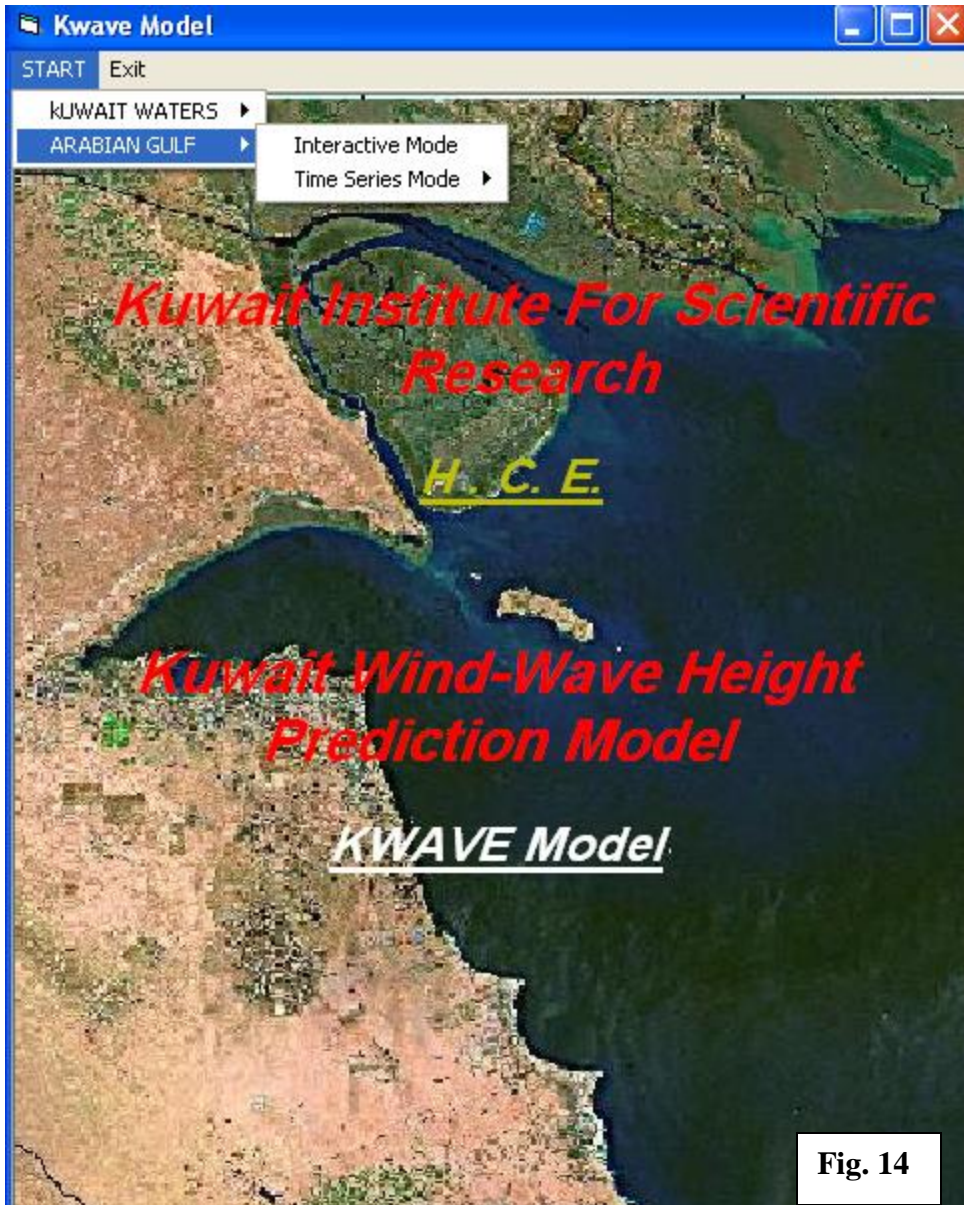 Kwave Model
START Exit
kUWAIT WATERS
ARABIAN GULF
Interactive Mode
Time Series Mode
Kuwait Institute For Scientific
Research
H . C. E.
Kuwait Wind-Wave Height
Prediction Model
KWAVE Model
Fig. 14